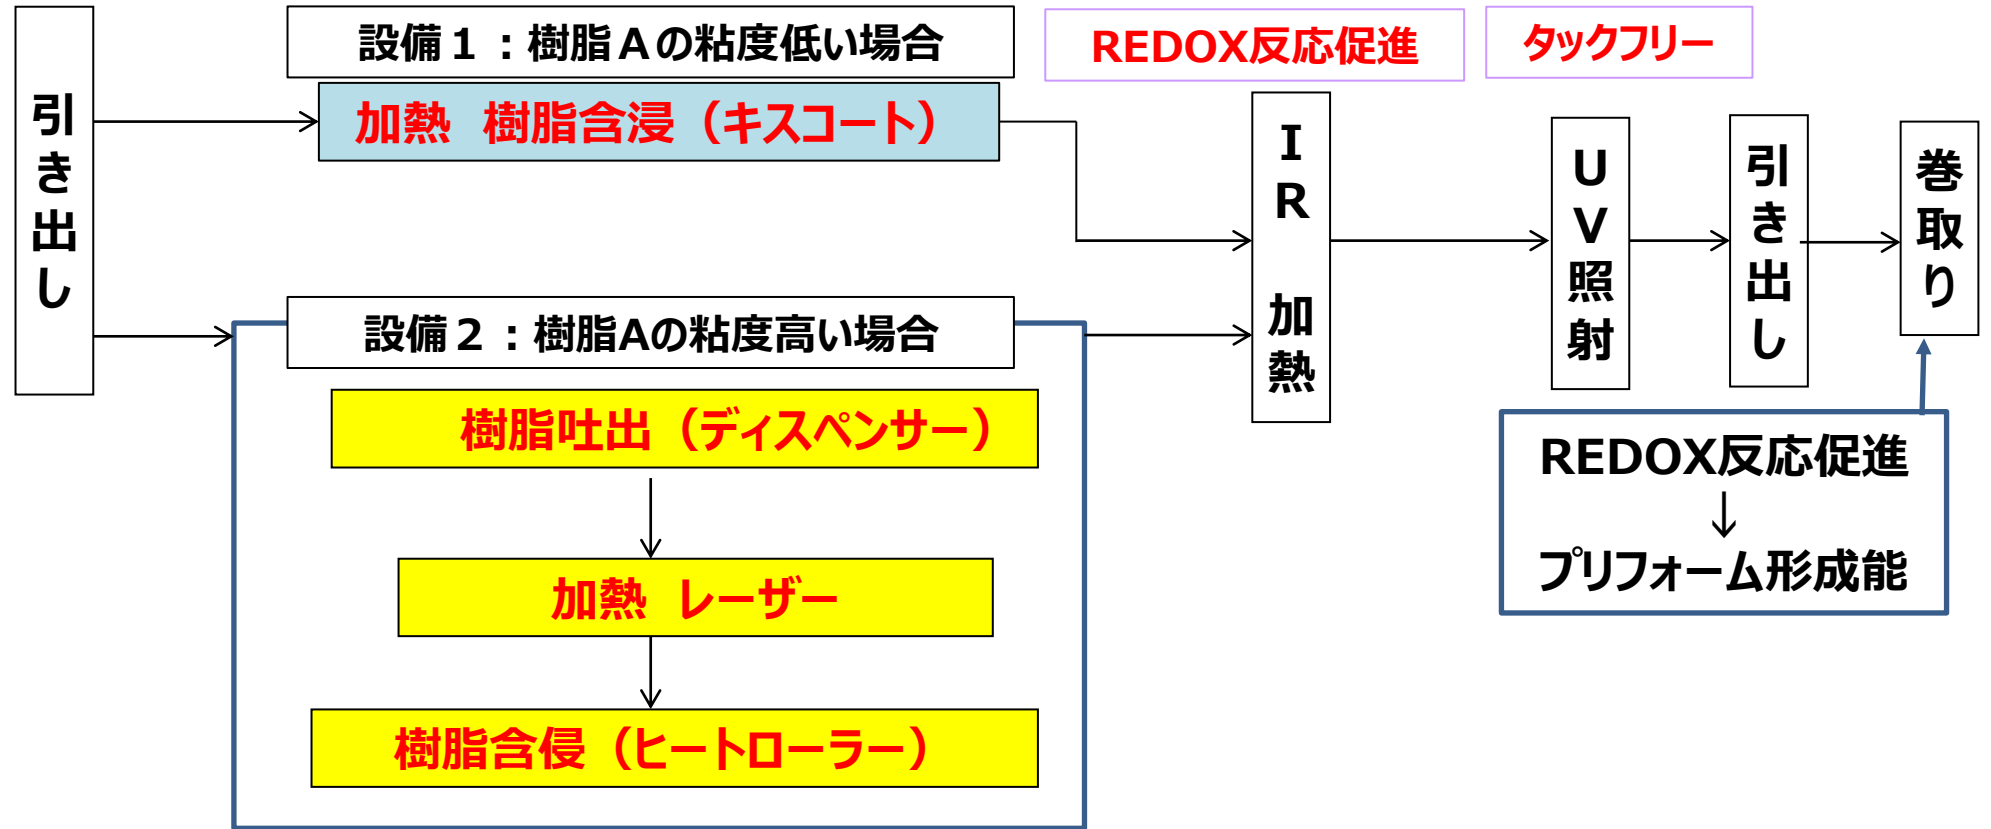 引き出し
設備１：樹脂Ａの粘度低い場合
加熱 樹脂含浸（キスコート）
設備２：樹脂Aの粘度高い場合
樹脂吐出（ディスペンサー）
加熱 レーザー
樹脂含侵（ヒートローラー）
REDOX反応促進
ＩＲ 加熱
タックフリー
ＵＶ照射
引き出し
巻取り
REDOX反応促進
↓
プリフォーム形成能